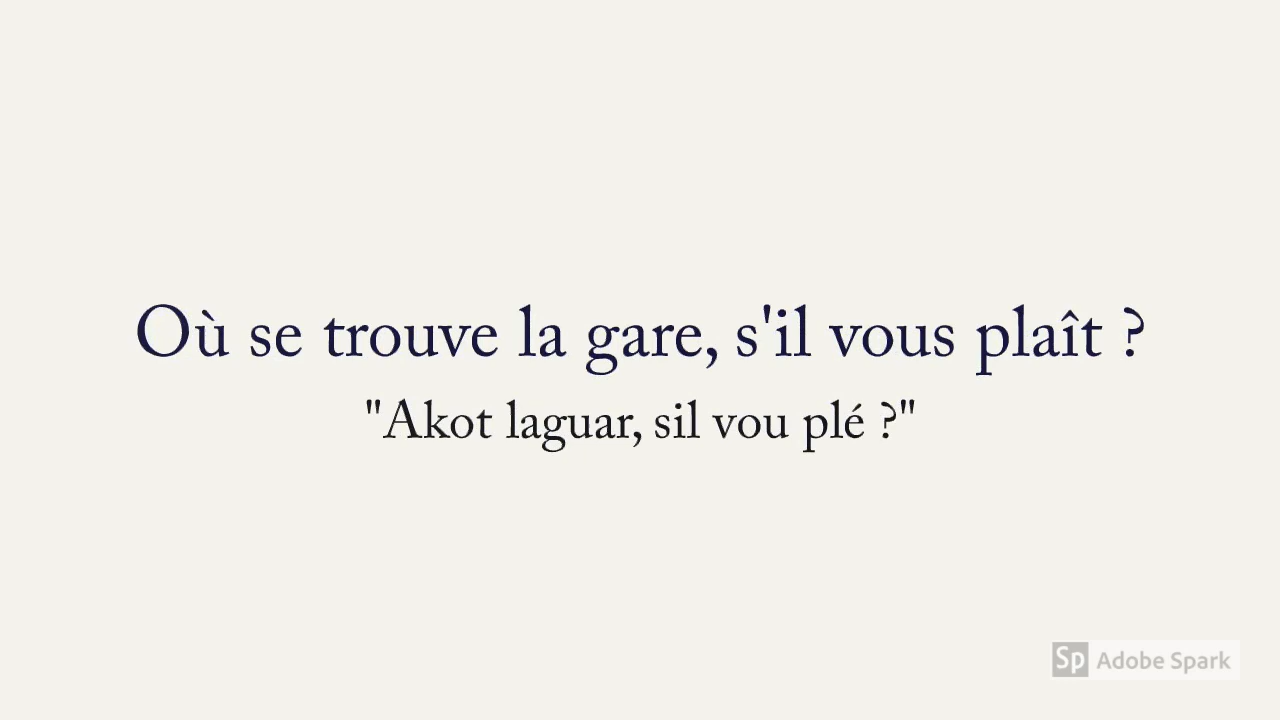 Où se trouve la gare, s'il vous plaît ?
"Akot laguar, sil vou plé ?"
Sp Adobe Spark